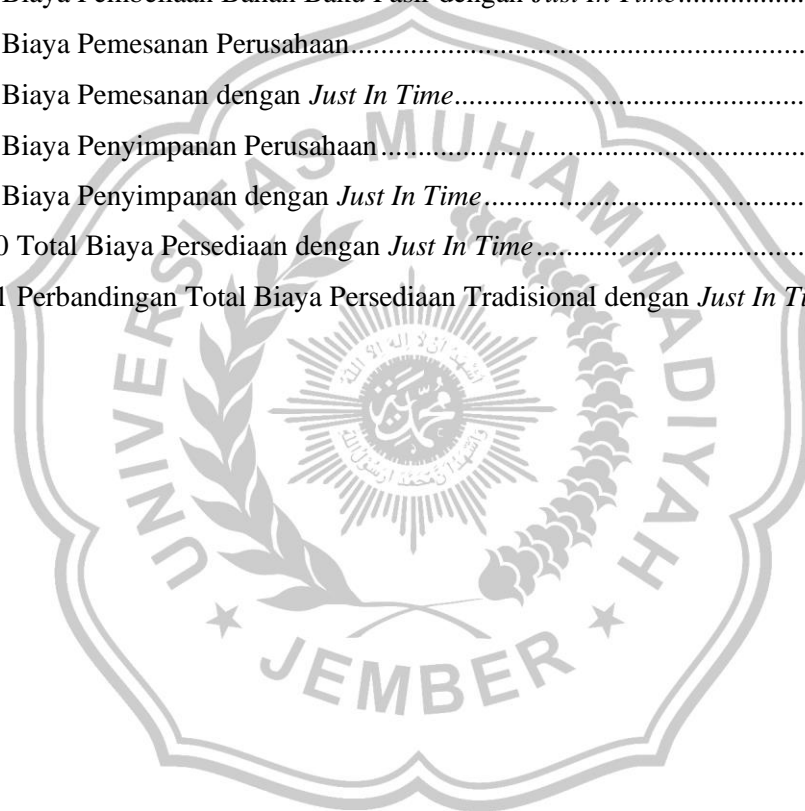 Biaya Pembelian Bahan Baku Pasir dengan Just In Time
Biaya Pemesanan Perusahaan
Biaya Pemesanan dengan Just In Time
Biaya Penyimpanan Perusahaan
Biaya Penyimpanan dengan Just In Time
0 Total Biaya Persediaan dengan Just In Time
1 Perbandingan Total Biaya Persediaan Tradisional dengan Just In Ti
UNIVERSITAS MUHAMMADIYAH
JEMBER